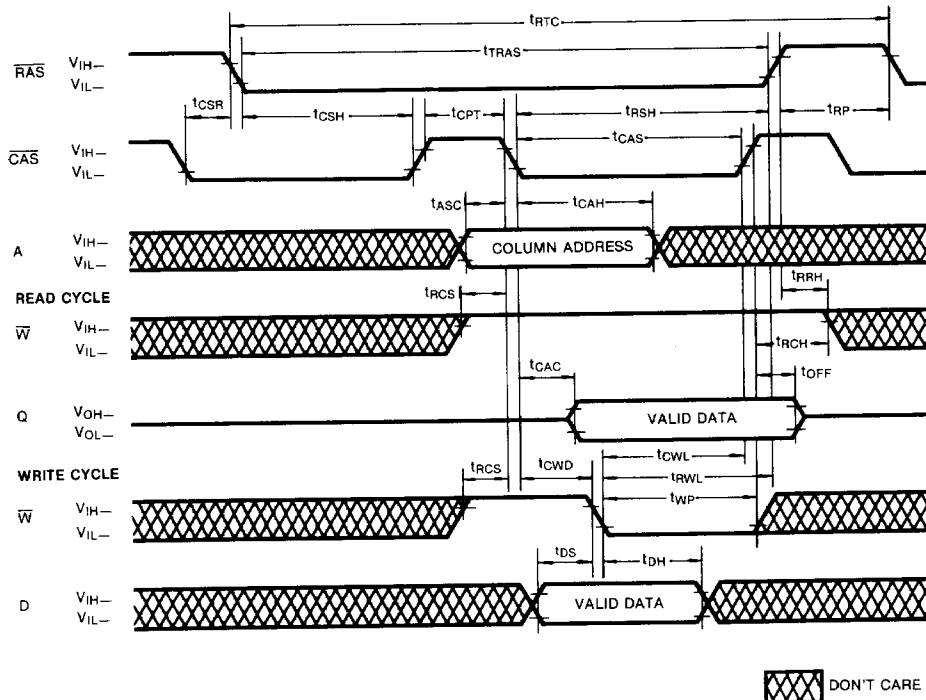 tRTC
tTRAS
RAS
VIH—
VIL—
tCSR
tCSH
tCPT
tRSH
tRP
tCAS
CAS
VIH—
VIL—
tASC
tCAH
A
VIH—
VIL—
COLUMN ADDRESS
READ CYCLE
tRCS
tRRH
W
VIH—
VIL—
tRCH
tCAC
tOFF
Q
VOH—
VOL—
VALID DATA
WRITE CYCLE
tRCS
tCWD
tCWL
tRWL
tWP
W
VIH—
VIL—
tDS
tDH
D
VIH—
VIL—
VALID DATA
DON'T CARE